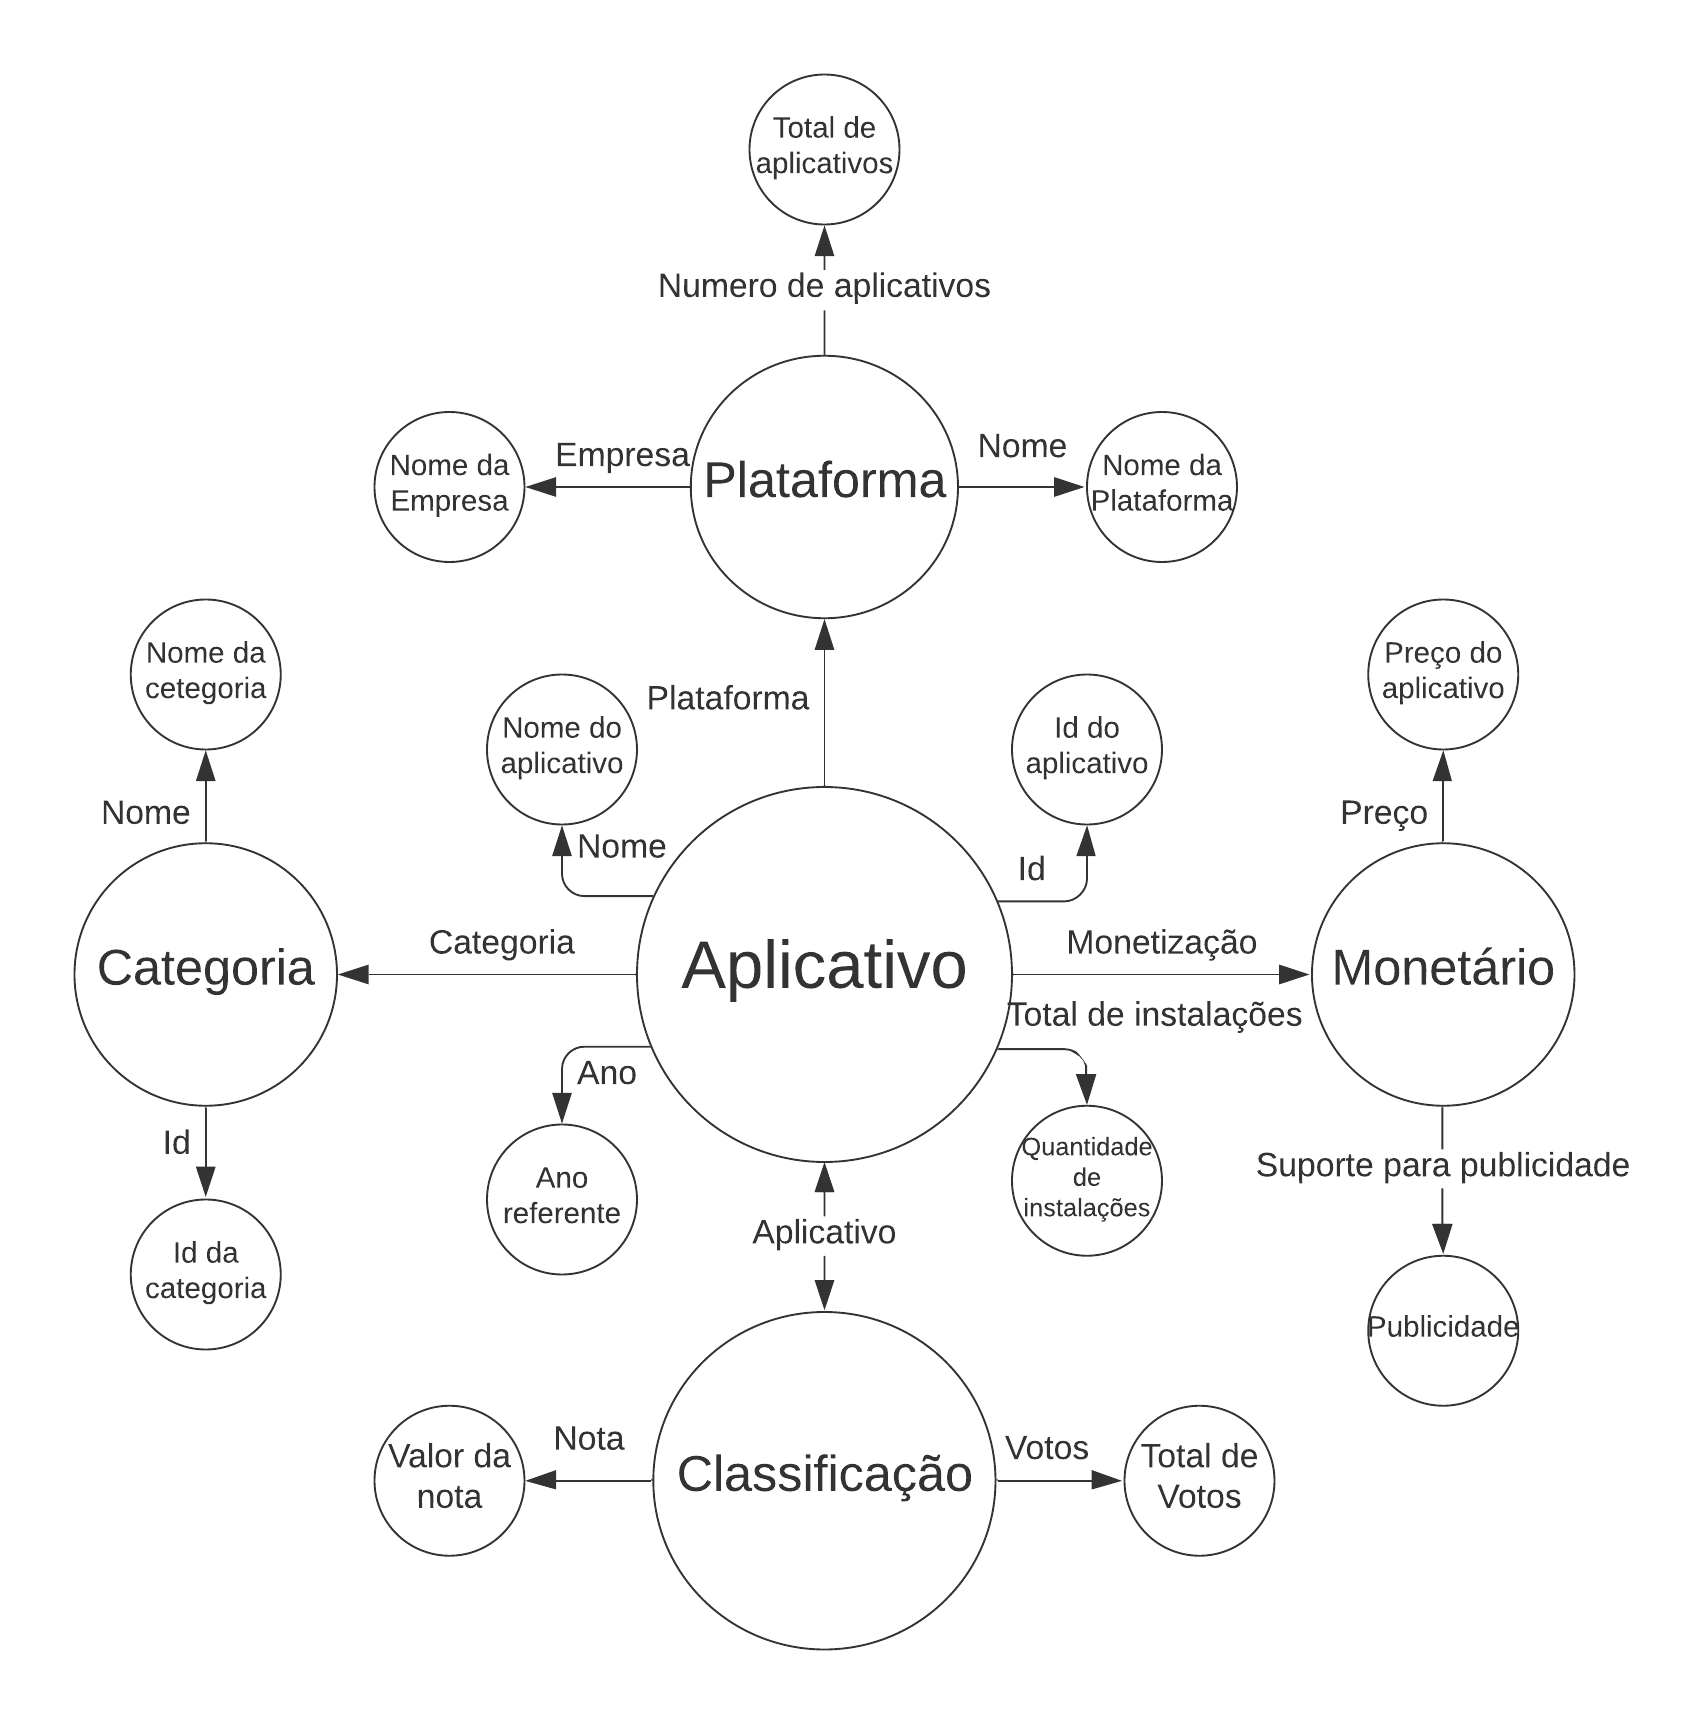 Total de
aplicativos
Numero de aplicativos
Empresa
Nome
Nome da
Empresa
Plataforma
Nome da
Plataforma
Nome da
cetegoria
Nome do
aplicativo
Plataforma
Id do
aplicativo
Preço do
aplicativo
Nome
Nome
Id
Preço
Categoria
Categoria
Aplicativo
Monetização
Monetário
Total de instalações
Id
Ano
Quantidade
de
instalações
Suporte para publicidade
Id da
categoria
Ano
referente
Aplicativo
Publicidade
Valor da
nota
Nota
Classificação
Votos
Total de
Votos